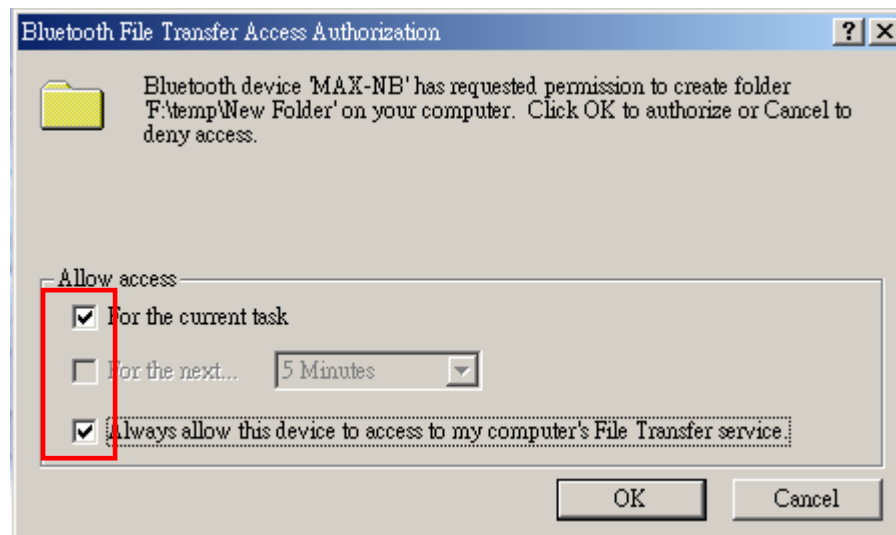 Bluetooth File Transfer Access Authorization
Bluetooth device 'MAX-NB' has requested permission to create folder
'F:\temp\New Folder' on your computer.  Click OK to authorize or Cancel to
deny access.
Allow access
For the current task
For the next...
5 Minutes
Always allow this device to access to my computer's File Transfer service.
OK
Cancel